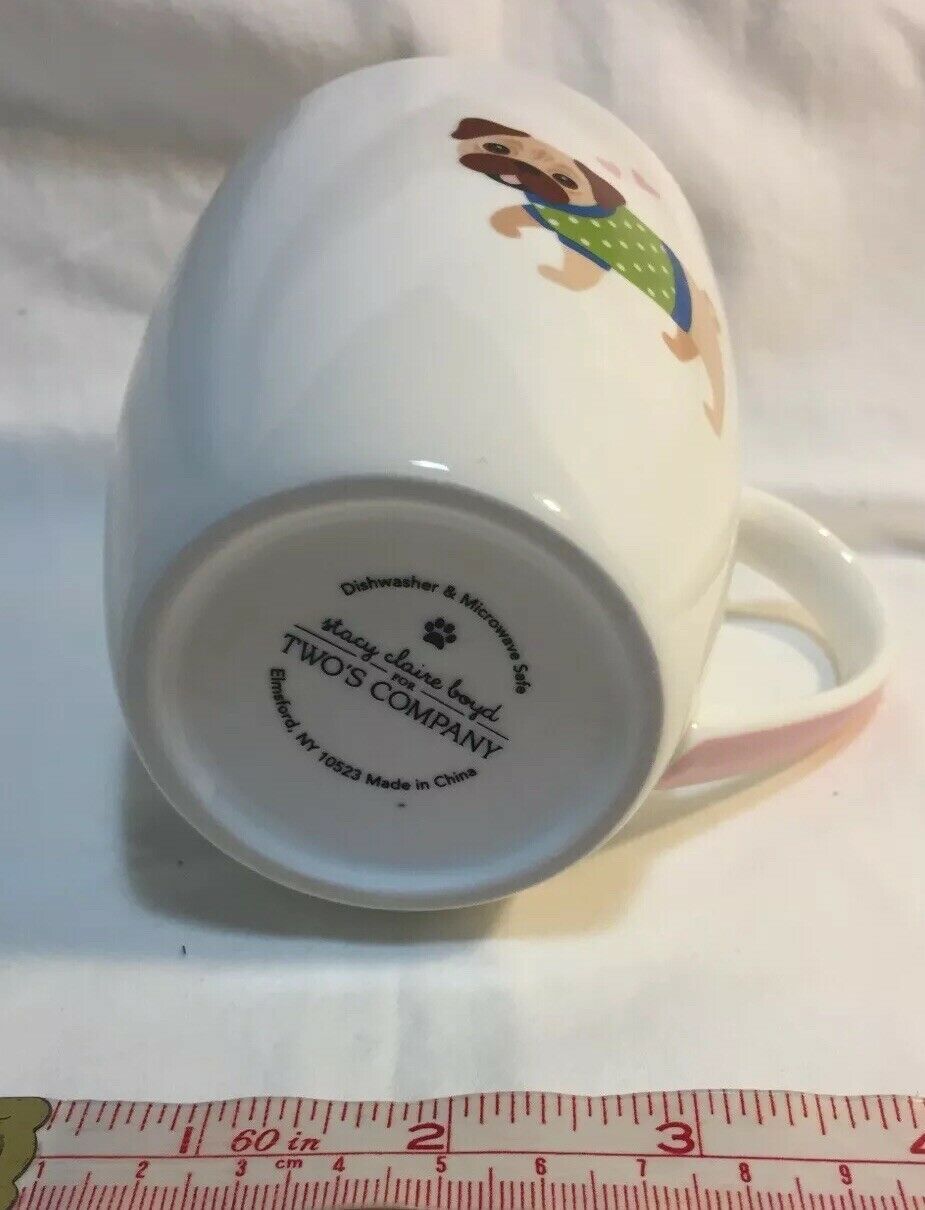 Dishwasher & Microwave Safe
stacy claire boyd
FOR
TWO'S COMPANY
Elmsford, NY 10523 Made in China
1 60 in 2 3 4
1 2 3 cm 4 5 6 7 8 9